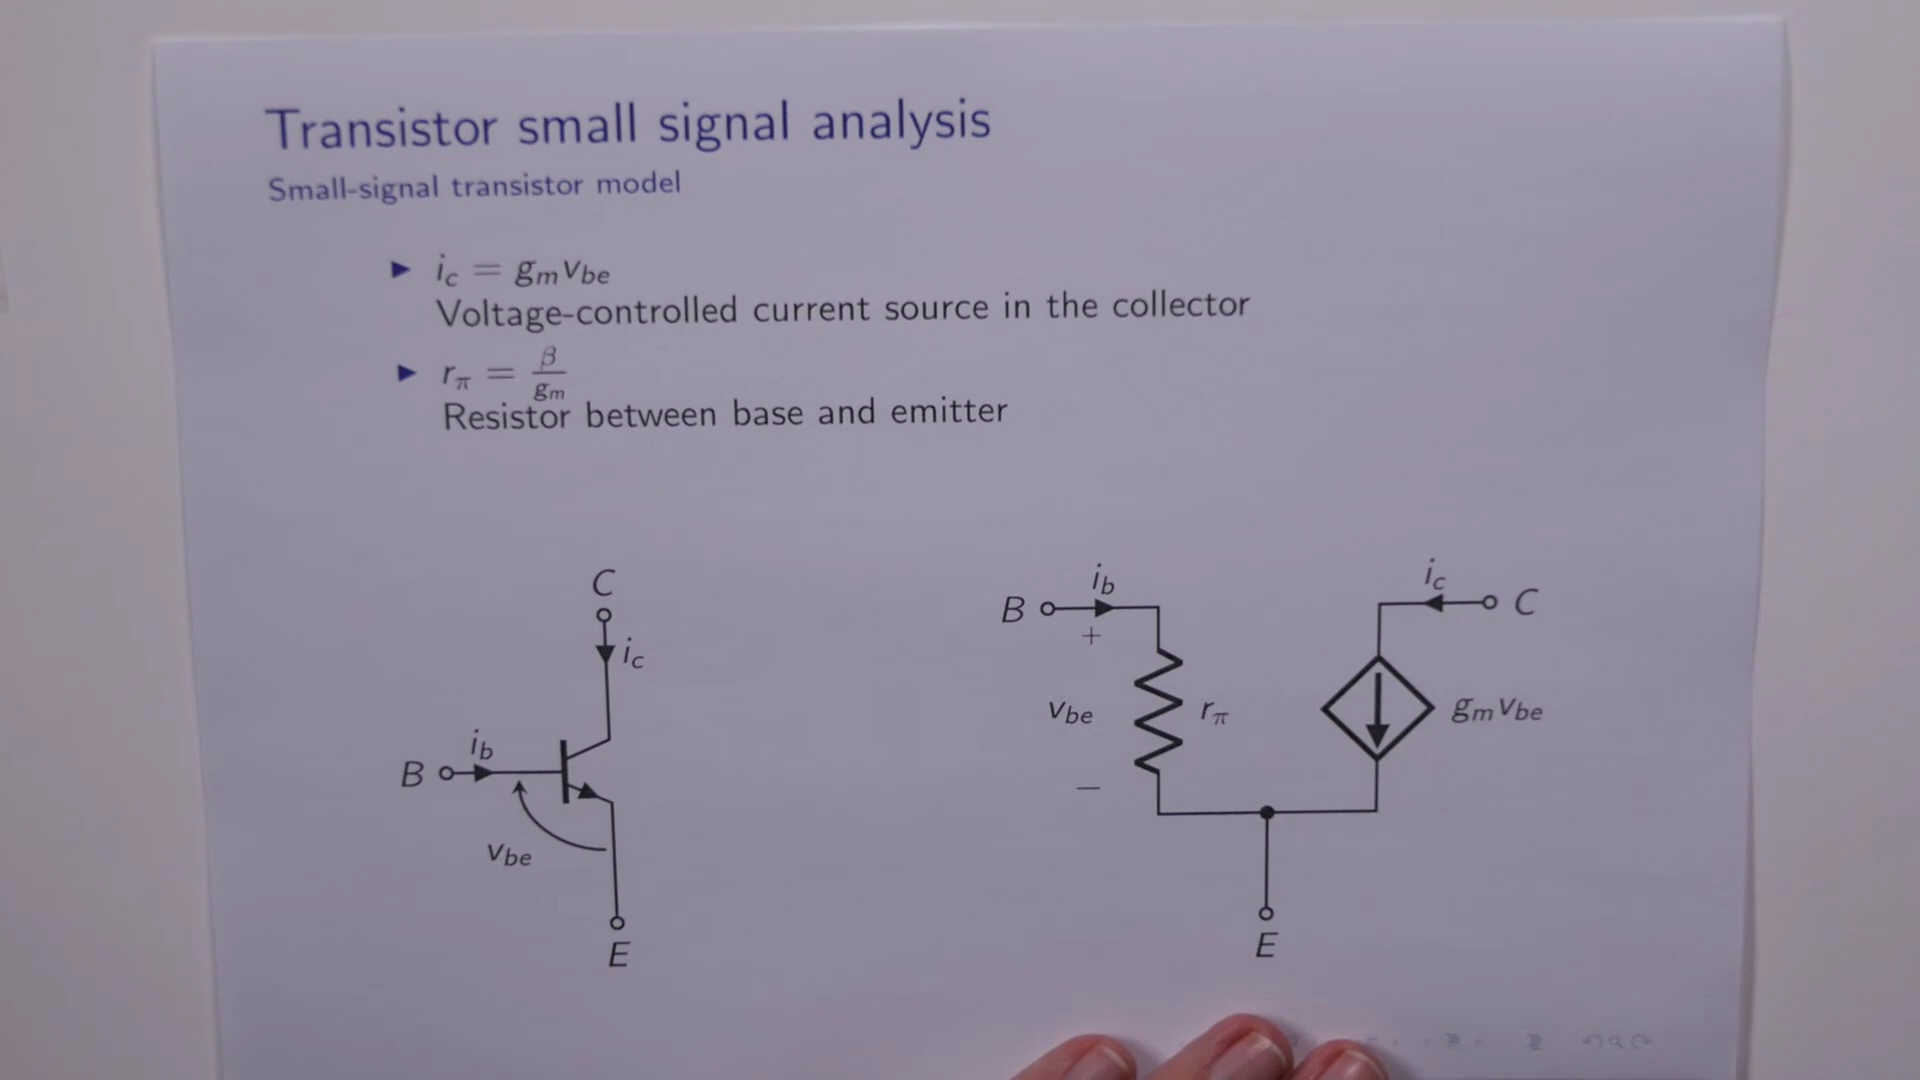 Transistor small signal analysis
Small-signal transistor model
▶ i_c = g_m v_be
Voltage-controlled current source in the collector
▶ r_π = β/g_m
Resistor between base and emitter
C
i_c
i_b
B
v_be
E
i_b
B
+
v_be
−
r_π
i_c
C
g_m v_be
E